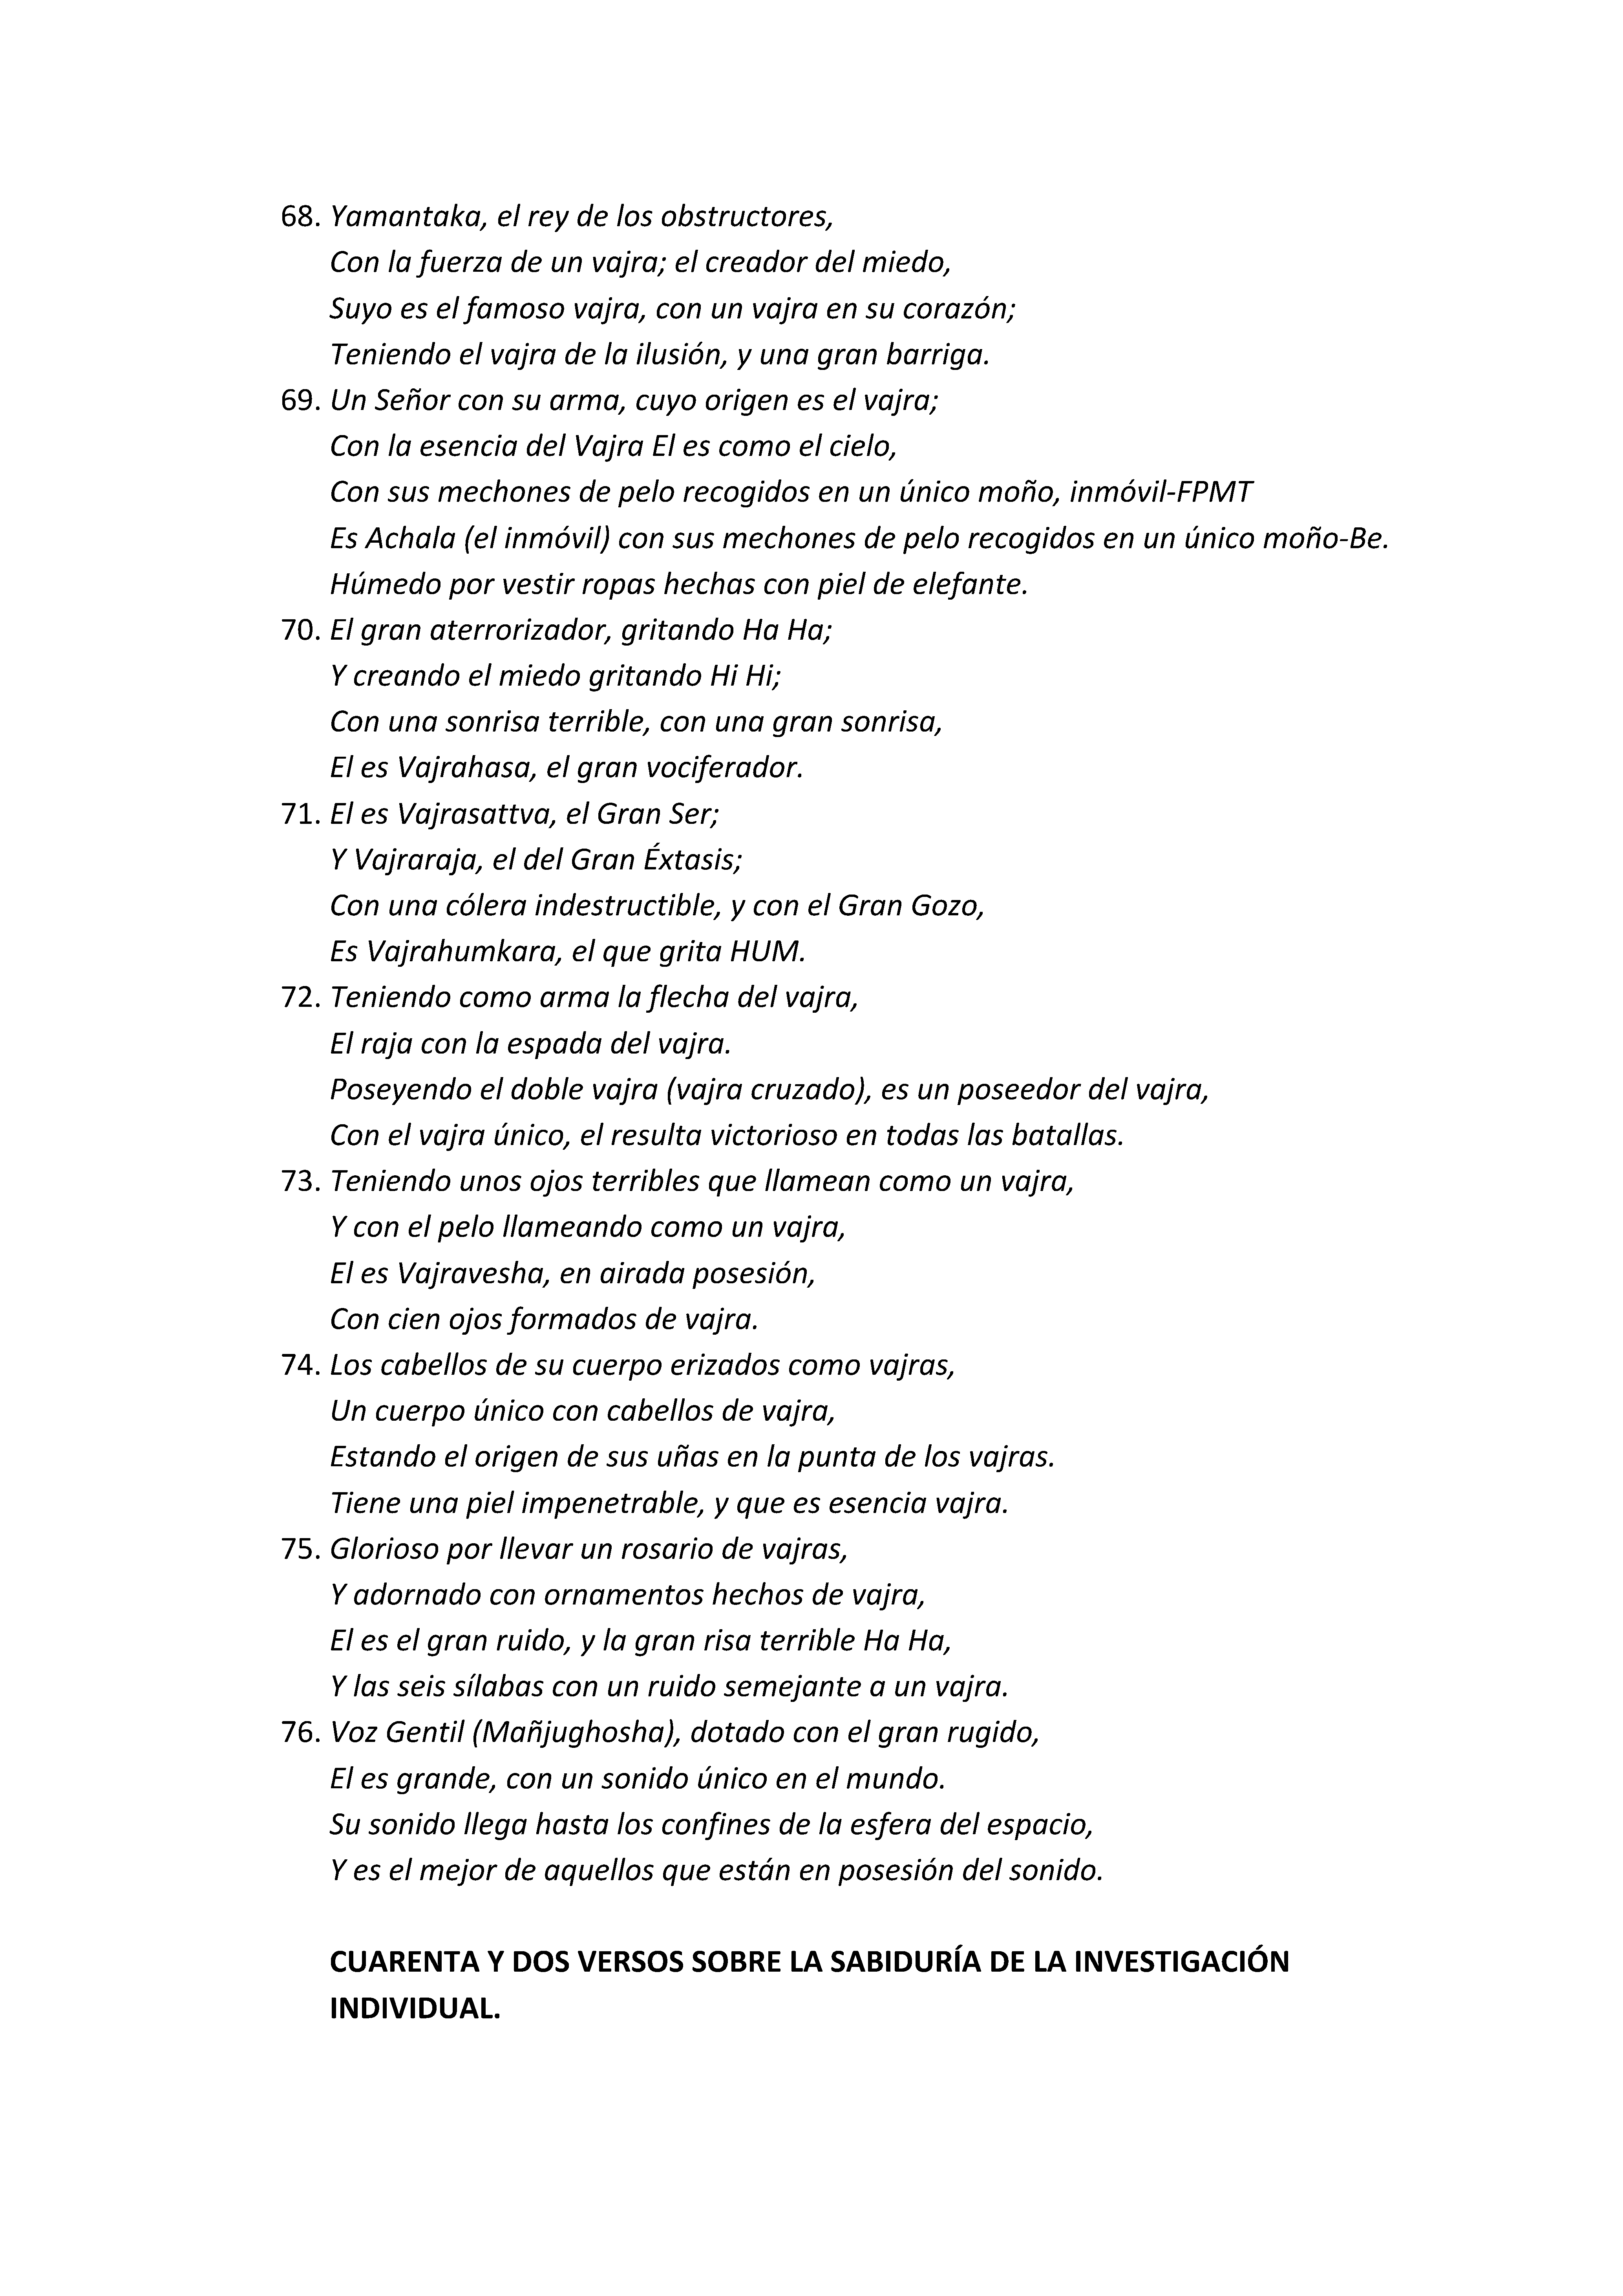 68. Yamantaka, el rey de los obstructores,
Con la fuerza de un vajra; el creador del miedo,
Suyo es el famoso vajra, con un vajra en su corazón;
Teniendo el vajra de la ilusión, y una gran barriga.
69. Un Señor con su arma, cuyo origen es el vajra;
Con la esencia del Vajra El es como el cielo,
Con sus mechones de pelo recogidos en un único moño, inmóvil-FPMT
Es Achala (el inmóvil) con sus mechones de pelo recogidos en un único moño-Be.
Húmedo por vestir ropas hechas con piel de elefante.
70. El gran aterrorizador, gritando Ha Ha;
Y creando el miedo gritando Hi Hi;
Con una sonrisa terrible, con una gran sonrisa,
El es Vajrahasa, el gran vociferador.
71. El es Vajrasattva, el Gran Ser;
Y Vajraraja, el del Gran Éxtasis;
Con una cólera indestructible, y con el Gran Gozo,
Es Vajrahumkara, el que grita HUM.
72. Teniendo como arma la flecha del vajra,
El raja con la espada del vajra.
Poseyendo el doble vajra (vajra cruzado), es un poseedor del vajra,
Con el vajra único, el resulta victorioso en todas las batallas.
73. Teniendo unos ojos terribles que llamean como un vajra,
Y con el pelo llameando como un vajra,
El es Vajravesha, en airada posesión,
Con cien ojos formados de vajra.
74. Los cabellos de su cuerpo erizados como vajras,
Un cuerpo único con cabellos de vajra,
Estando el origen de sus uñas en la punta de los vajras.
Tiene una piel impenetrable, y que es esencia vajra.
75. Glorioso por llevar un rosario de vajras,
Y adornado con ornamentos hechos de vajra,
El es el gran ruido, y la gran risa terrible Ha Ha,
Y las seis sílabas con un ruido semejante a un vajra.
76. Voz Gentil (Mañjughosha), dotado con el gran rugido,
El es grande, con un sonido único en el mundo.
Su sonido llega hasta los confines de la esfera del espacio,
Y es el mejor de aquellos que están en posesión del sonido.
CUARENTA Y DOS VERSOS SOBRE LA SABIDURÍA DE LA INVESTIGACIÓN
INDIVIDUAL.